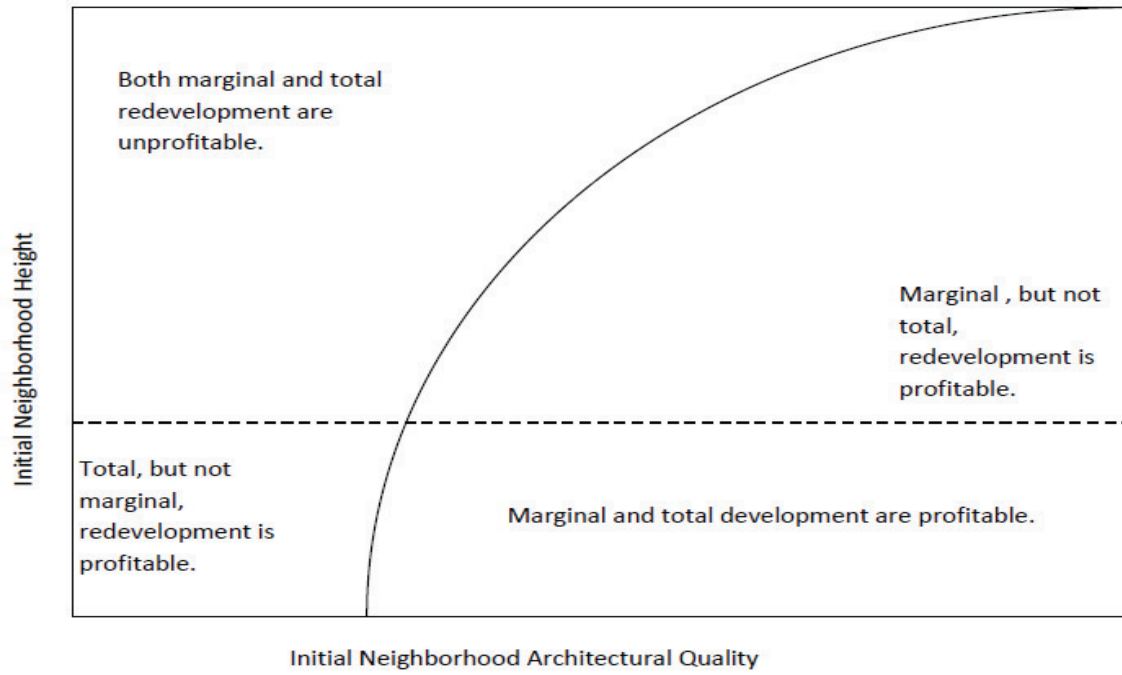 Both marginal and total
redevelopment are
unprofitable.
Initial Neighborhood Height
Marginal , but not
total,
redevelopment is
profitable.
Total, but not
marginal,
redevelopment is
profitable.
Marginal and total development are profitable.
Initial Neighborhood Architectural Quality